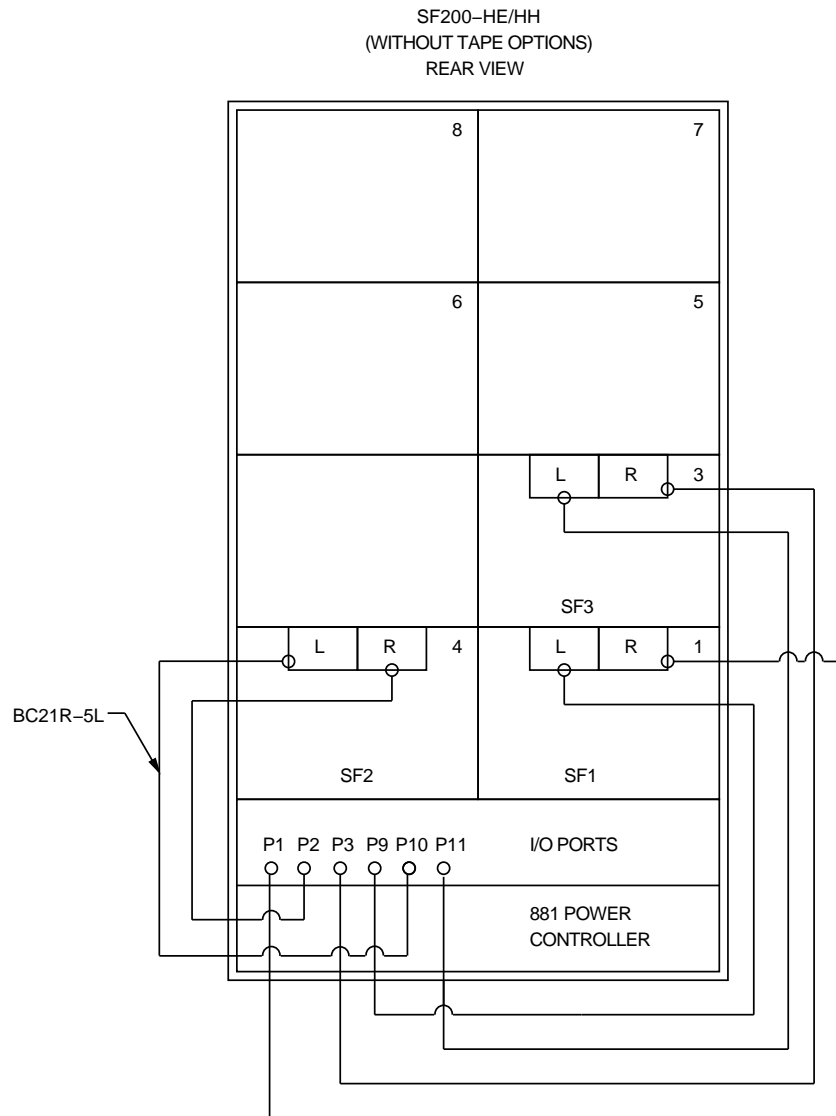 SF200–HE/HH
(WITHOUT TAPE OPTIONS)
REAR VIEW
8
7
6
5
L R 3
SF3
L R 4
L R 1
BC21R–5L
SF2
SF1
P1 P2 P3 P9 P10 P11
I/O PORTS
881 POWER
CONTROLLER